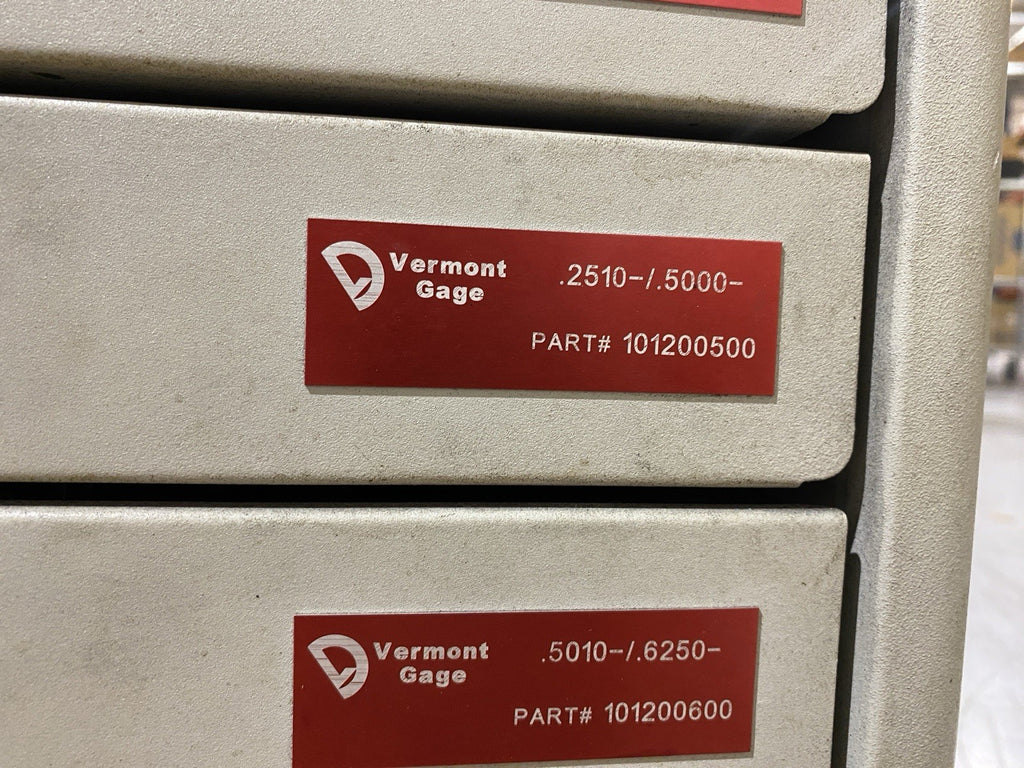 Vermont
Gage
.2510-/.5000-
PART# 101200500
Vermont
Gage
.5010-/.6250-
PART# 101200600